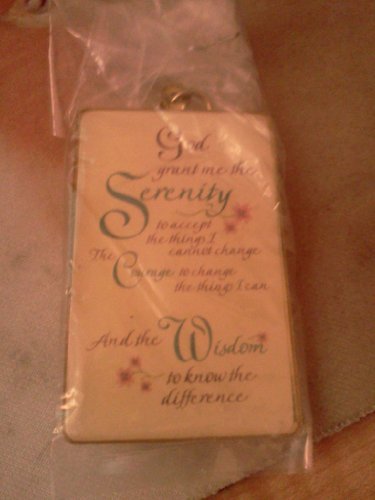 God
grant me the
Serenity
to accept
the things I
cannot change
The Courage to change
the things I can
And the Wisdom
to know the
difference